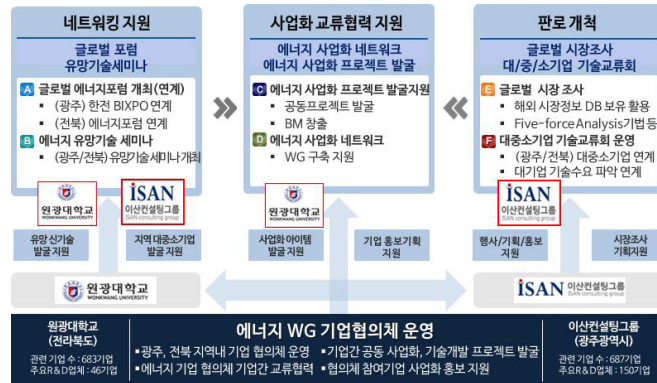 네트워킹 지원
글로벌 포럼
유망기술세미나
A 글로벌 에너지포럼 개최(연계)
▪ (광주) 한전 BIXPO 연계
▪ (전북) 에너지포럼 연계
B 에너지 유망기술 세미나
▪ (광주/전북) 유망기술 세미나개최
원광대학교
WONKWANG UNIVERSITY
iSAN
이산컨설팅그룹
ISAN consulting group
유망 신기술
발굴 지원
지역 대중소기업
발굴 지원
사업화 교류협력 지원
에너지 사업화 네트워크
에너지 사업화 프로젝트 발굴
C 에너지 사업화 프로젝트 발굴지원
▪ 공동프로젝트 발굴
▪ BM 창출
D 에너지 사업화 네트워크
▪ WG 구축 지원
원광대학교
WONKWANG UNIVERSITY
사업화 아이템
발굴 지원
기업 홍보기획
지원
판로 개척
글로벌 시장조사
대/중/소기업 기술교류회
E 글로벌 시장 조사
▪ 해외 시장정보 DB 보유 활용
▪ Five-force Analysis기법 등
F 대중소기업 기술교류회 운영
▪ (광주/전북) 대중소기업 연계
▪ 대기업 기술수요 파악 연계
iSAN
이산컨설팅그룹
ISAN consulting group
행사/기획/홍보
지원
시장조사
기획지원
원광대학교
WONKWANG UNIVERSITY
iSAN 이산컨설팅그룹
ISAN consulting group
원광대학교
(전라북도)
관련 기업 수 : 683기업
주요R&D업체 : 46기업
에너지 WG 기업협의체 운영
▪광주, 전북 지역내 기업 협의체 운영 ▪기업간 공동 사업화, 기술개발 프로젝트 발굴
▪에너지 기업 협의체 기업간 교류협력 ▪협의체 참여기업 사업화 홍보 지원
이산컨설팅그룹
(광주광역시)
관련 기업 수 : 687기업
주요R&D업체 : 150기업